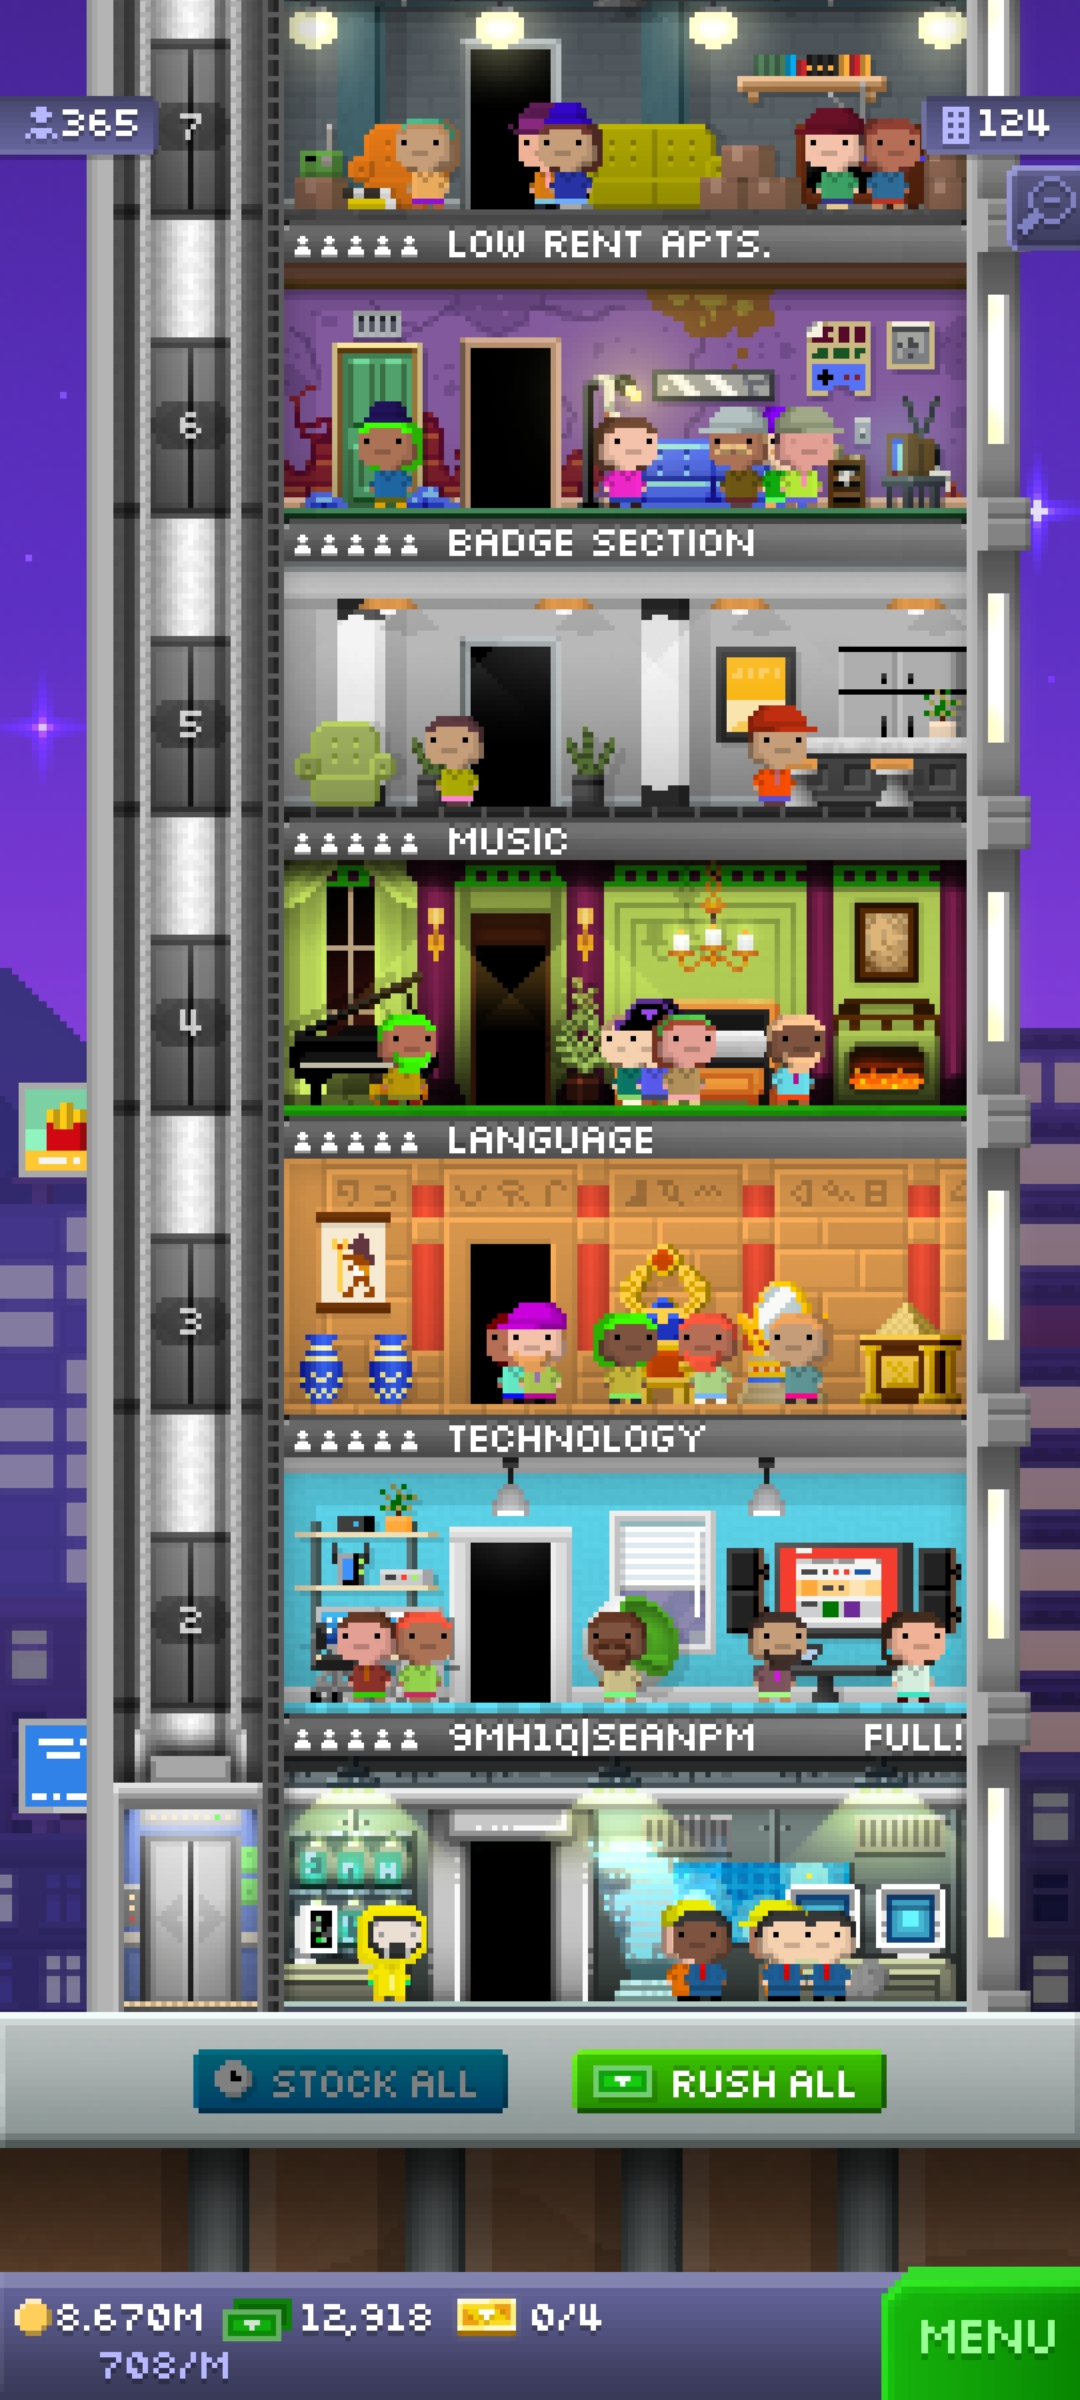 365
7
124
LOW RENT APTS.
6
BADGE SECTION
5
MUSIC
4
LANGUAGE
3
TECHNOLOGY
2
9MH1Q|SEANPM FULL!
STOCK ALL
RUSH ALL
8.670M 12,918 0/4
708/M
MENU